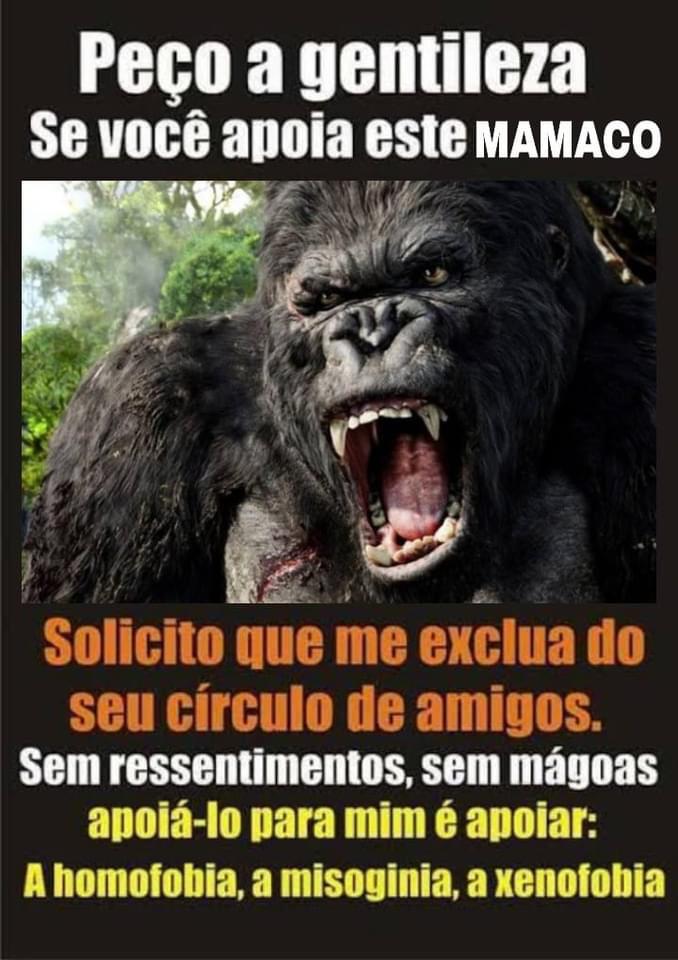 Peço a gentileza
Se você apoia este MAMACO
Solicito que me exclua do
seu círculo de amigos.
Sem ressentimentos, sem mágoas
apoiá-lo para mim é apoiar:
A homofobia, a misoginia, a xenofobia